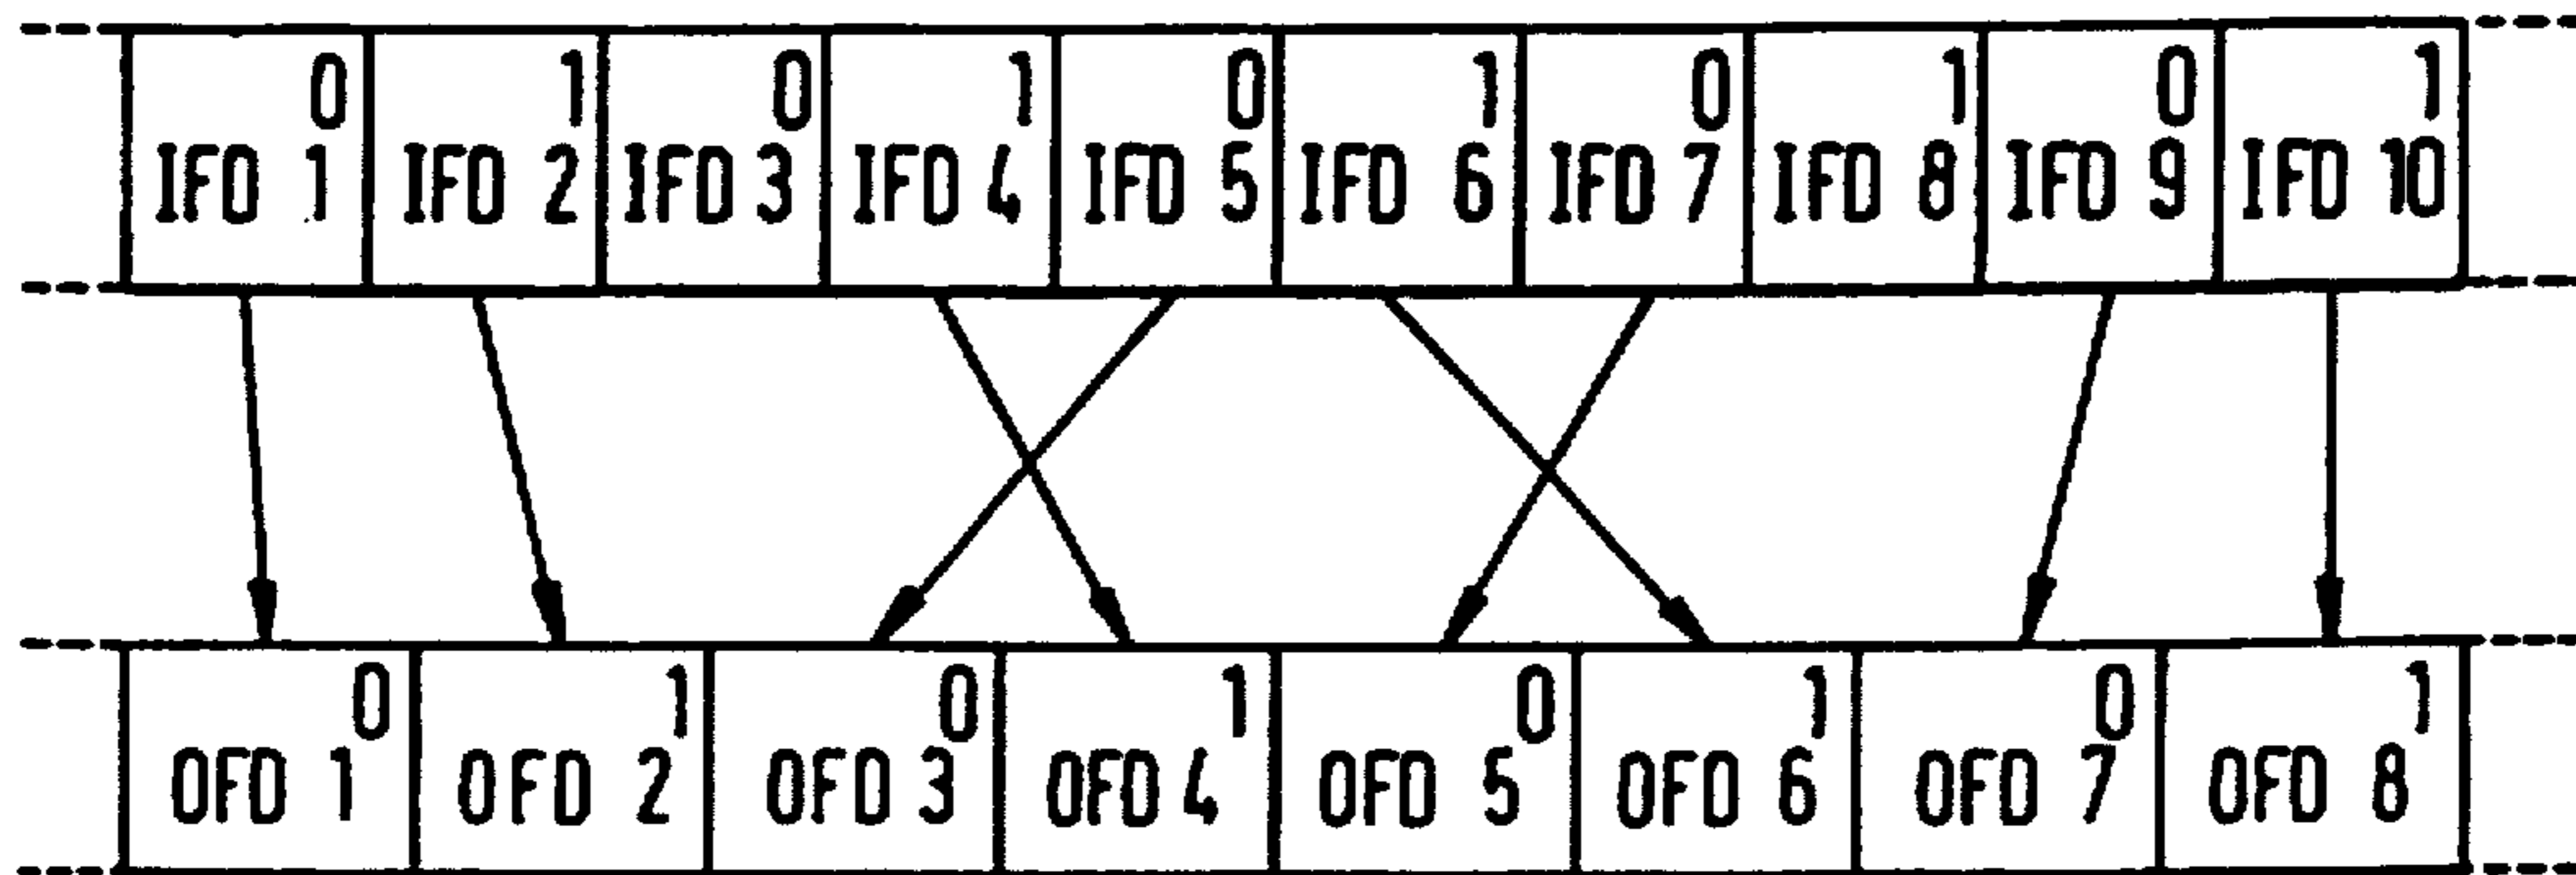 0 1 0 1 0 1 0 1 0 1
IFD 1 IFD 2 IFD 3 IFD 4 IFD 5 IFD 6 IFD 7 IFD 8 IFD 9 IFD 10
0 1 0 1 0 1 0 1
OFD 1 OFD 2 OFD 3 OFD 4 OFD 5 OFD 6 OFD 7 OFD 8